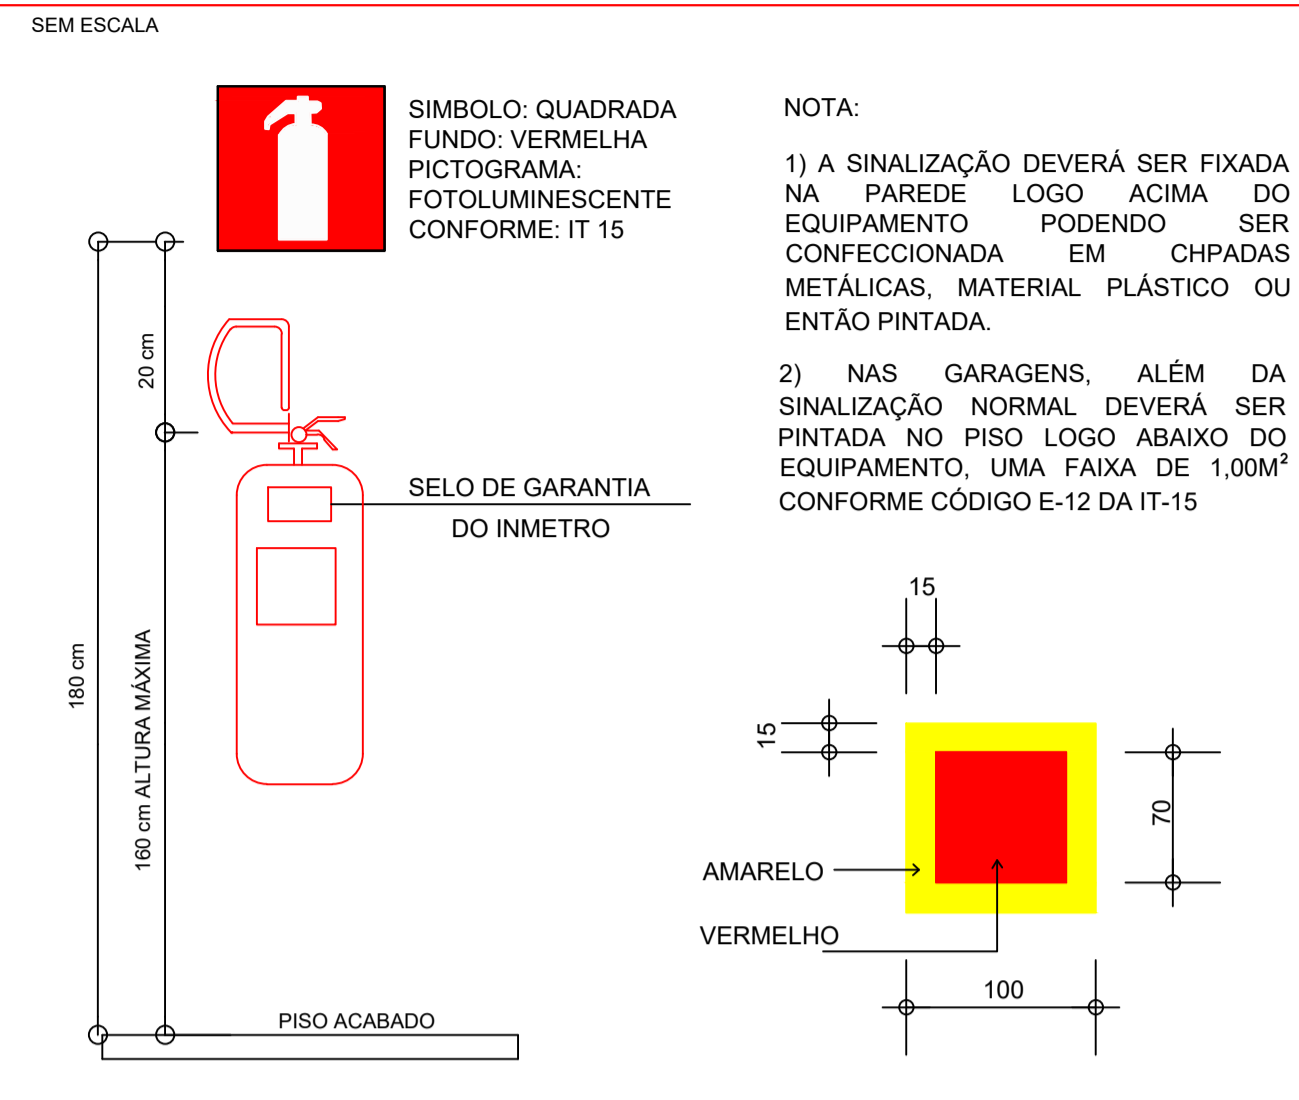 SEM ESCALA
SIMBOLO: QUADRADA
FUNDO: VERMELHA
PICTOGRAMA:
FOTOLUMINESCENTE
CONFORME: IT 15
20 cm
180 cm
160 cm ALTURA MÁXIMA
SELO DE GARANTIA
DO INMETRO
PISO ACABADO
NOTA:
1) A SINALIZAÇÃO DEVERÁ SER FIXADA
NA PAREDE LOGO ACIMA DO
EQUIPAMENTO PODENDO SER
CONFECCIONADA EM CHPADAS
METÁLICAS, MATERIAL PLÁSTICO OU
ENTÃO PINTADA.
2) NAS GARAGENS, ALÉM DA
SINALIZAÇÃO NORMAL DEVERÁ SER
PINTADA NO PISO LOGO ABAIXO DO
EQUIPAMENTO, UMA FAIXA DE 1,00M²
CONFORME CÓDIGO E-12 DA IT-15
15
15
70
AMARELO
VERMELHO
100